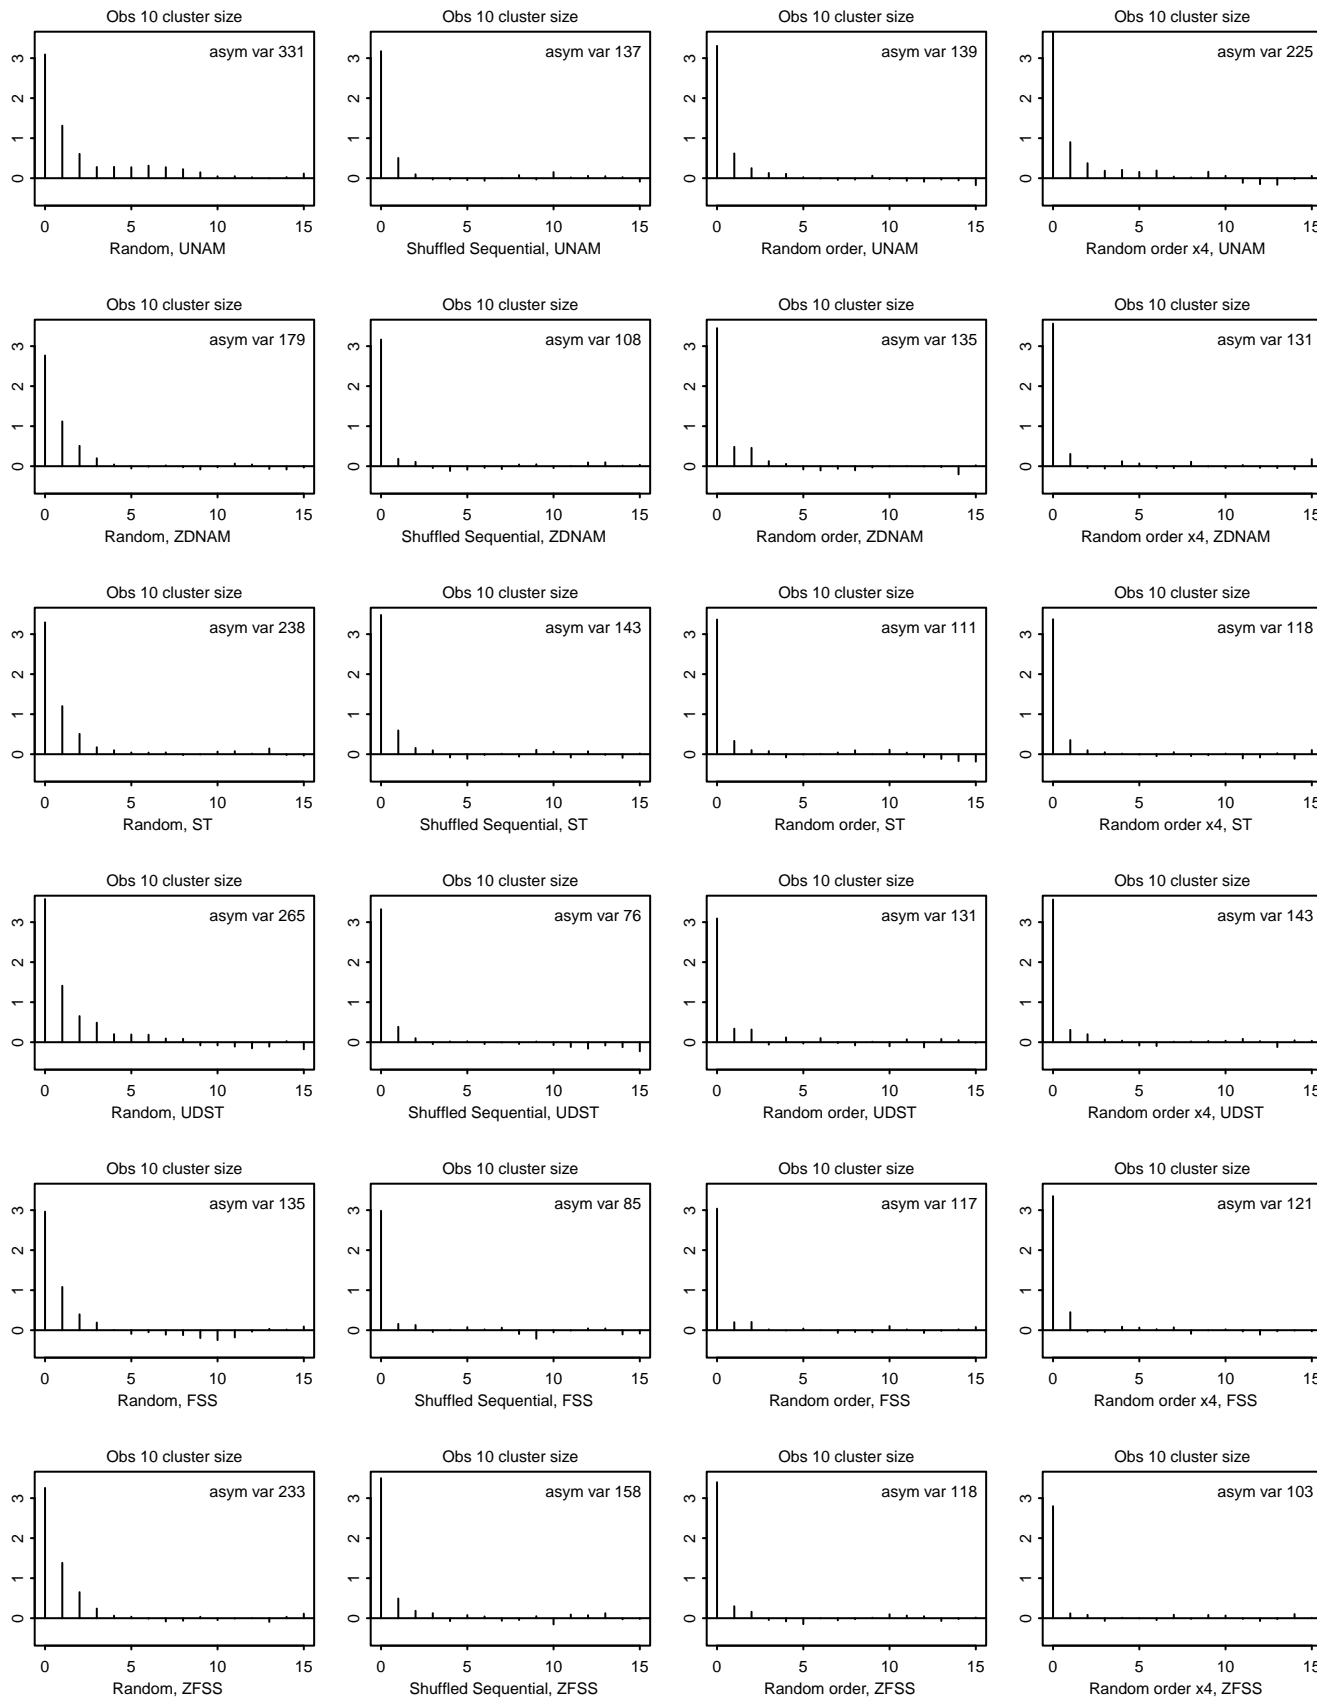 Obs 10 cluster size Obs 10 cluster size Obs 10 cluster size Obs 10 cluster size
asym var 331 asym var 137 asym var 139 asym var 225
3 3 3 3
2 2 2 2
1 1 1 1
0 0 0 0
0 5 10 15 0 5 10 15 0 5 10 15 0 5 10 15
Random, UNAM Shuffled Sequential, UNAM Random order, UNAM Random order x4, UNAM
Obs 10 cluster size Obs 10 cluster size Obs 10 cluster size Obs 10 cluster size
asym var 179 asym var 108 asym var 135 asym var 131
3 3 3 3
2 2 2 2
1 1 1 1
0 0 0 0
0 5 10 15 0 5 10 15 0 5 10 15 0 5 10 15
Random, ZDNAM Shuffled Sequential, ZDNAM Random order, ZDNAM Random order x4, ZDNAM
Obs 10 cluster size Obs 10 cluster size Obs 10 cluster size Obs 10 cluster size
asym var 238 asym var 143 asym var 111 asym var 118
3 3 3 3
2 2 2 2
1 1 1 1
0 0 0 0
0 5 10 15 0 5 10 15 0 5 10 15 0 5 10 15
Random, ST Shuffled Sequential, ST Random order, ST Random order x4, ST
Obs 10 cluster size Obs 10 cluster size Obs 10 cluster size Obs 10 cluster size
asym var 265 asym var 76 asym var 131 asym var 143
3 3 3 3
2 2 2 2
1 1 1 1
0 0 0 0
0 5 10 15 0 5 10 15 0 5 10 15 0 5 10 15
Random, UDST Shuffled Sequential, UDST Random order, UDST Random order x4, UDST
Obs 10 cluster size Obs 10 cluster size Obs 10 cluster size Obs 10 cluster size
asym var 135 asym var 85 asym var 117 asym var 121
3 3 3 3
2 2 2 2
1 1 1 1
0 0 0 0
0 5 10 15 0 5 10 15 0 5 10 15 0 5 10 15
Random, FSS Shuffled Sequential, FSS Random order, FSS Random order x4, FSS
Obs 10 cluster size Obs 10 cluster size Obs 10 cluster size Obs 10 cluster size
asym var 233 asym var 158 asym var 118 asym var 103
3 3 3 3
2 2 2 2
1 1 1 1
0 0 0 0
0 5 10 15 0 5 10 15 0 5 10 15 0 5 10 15
Random, ZFSS Shuffled Sequential, ZFSS Random order, ZFSS Random order x4, ZFSS